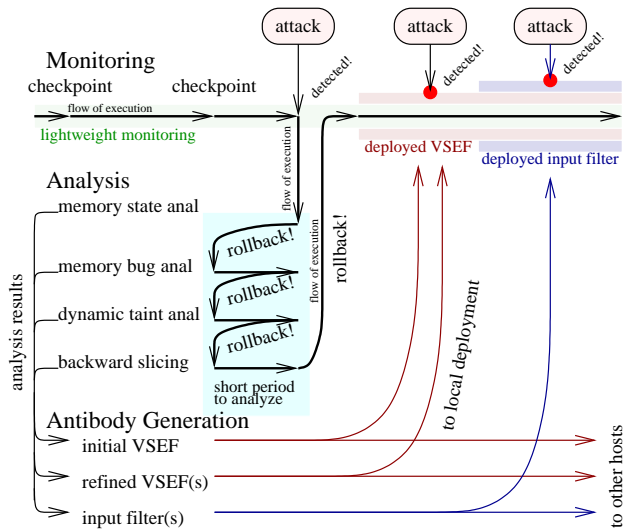 attack
attack
attack
detected!
detected!
detected!
Monitoring
checkpoint
checkpoint
flow of execution
lightweight monitoring
deployed VSEF
deployed input filter
flow of execution
flow of execution
rollback!
Analysis
memory state anal
rollback!
memory bug anal
rollback!
dynamic taint anal
rollback!
backward slicing
short period
to analyze
analysis results
to local deployment
Antibody Generation
initial VSEF
refined VSEF(s)
input filter(s)
to other hosts